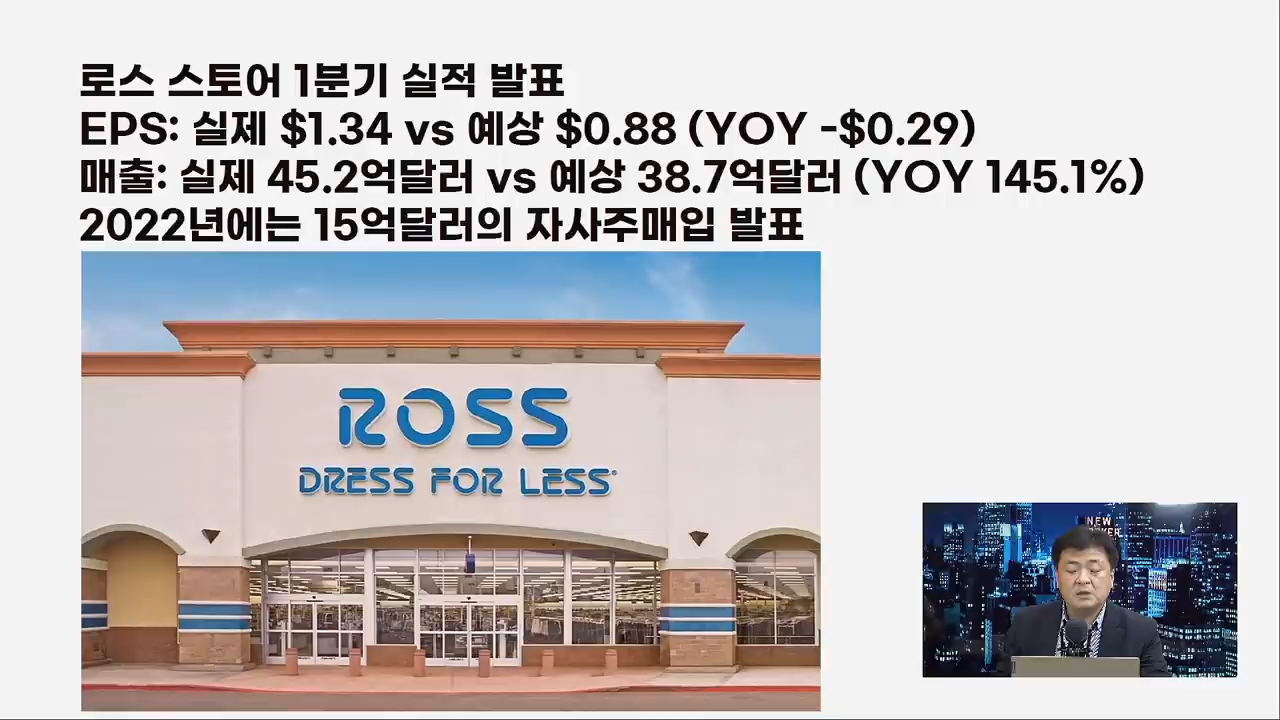 로스 스토어 1분기 실적 발표
EPS: 실제 $1.34 vs 예상 $0.88 (YOY -$0.29)
매출: 실제 45.2억달러 vs 예상 38.7억달러 (YOY 145.1%)
2022년에는 15억달러의 자사주매입 발표
ROSS
DRESS FOR LESS
NEW